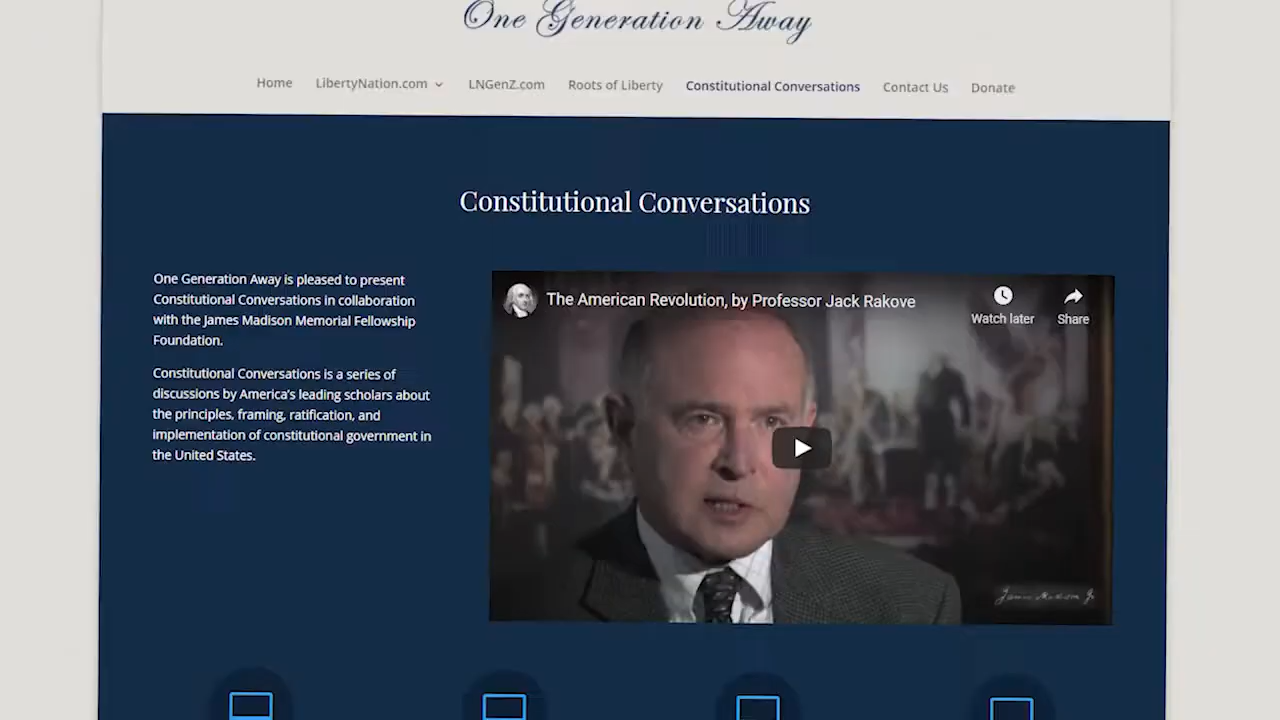 One Generation Away
Home LibertyNation.com LNGenZ.com Roots of Liberty Constitutional Conversations Contact Us Donate
Constitutional Conversations
One Generation Away is pleased to present
Constitutional Conversations in collaboration
with the James Madison Memorial Fellowship
Foundation.
Constitutional Conversations is a series of
discussions by America's leading scholars about
the principles, framing, ratification, and
implementation of constitutional government in
the United States.
The American Revolution, by Professor Jack Rakove
Watch later Share
James Madison Jr